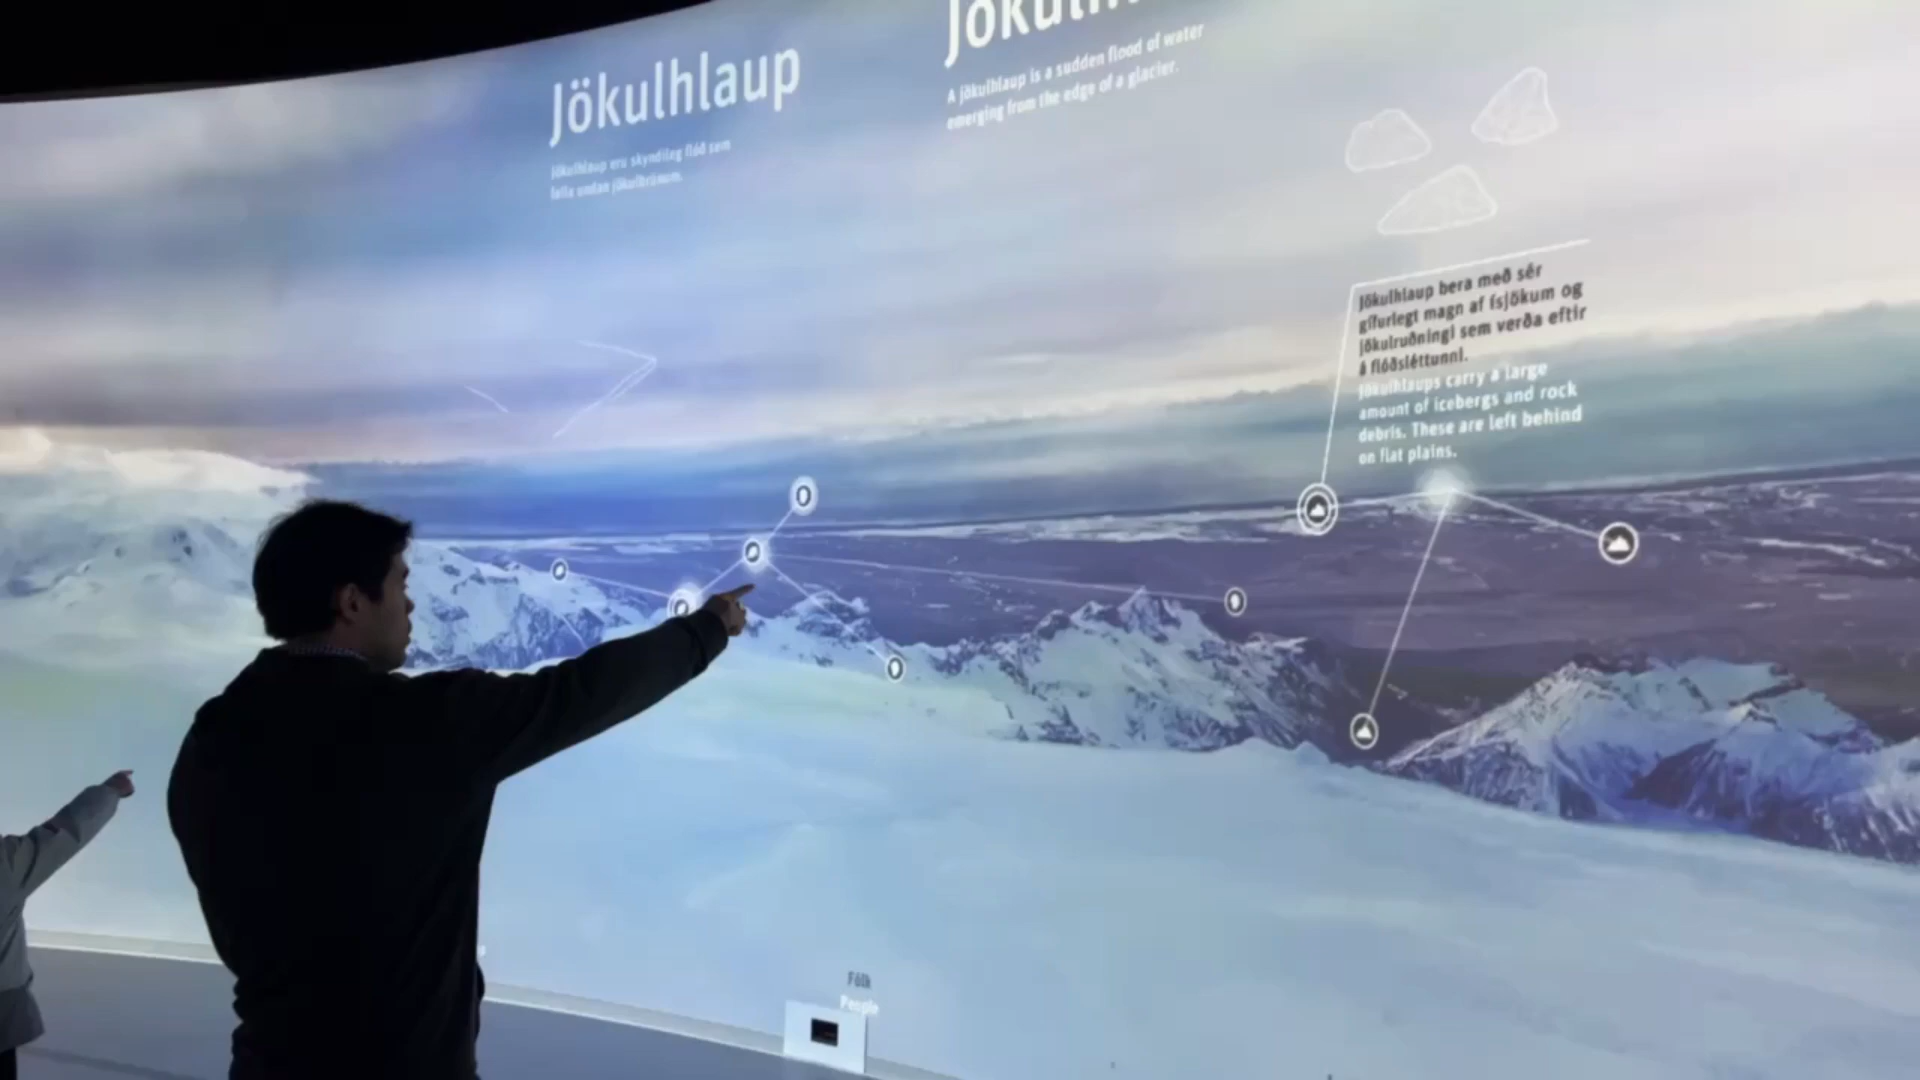 Jökulhlaup
Jökulhlaup eru skyndileg flóð sem
falla undan jökulbrúnum.
A jökulhlaup is a sudden flood of water
emerging from the edge of a glacier.
Jökulhlaup bera með sér
gífurlegt magn af ísjökum og
jökulruðningi sem verða eftir
á flóðsléttunni.
Jökulhlaups carry a large
amount of icebergs and rock
debris. These are left behind
on flat plains.
Fólk
People